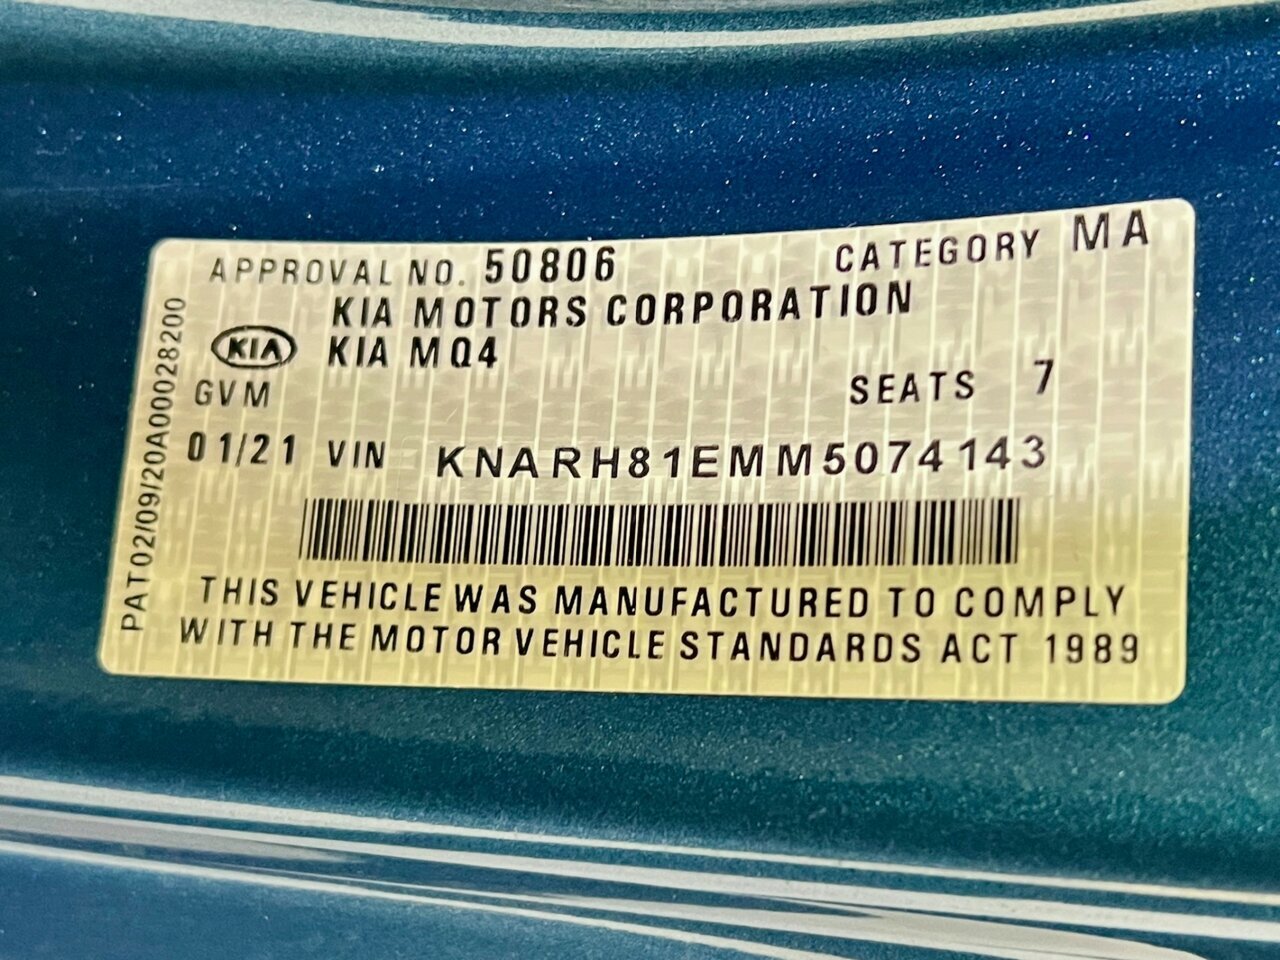 APPROVAL NO. 50806 CATEGORY MA
KIA MOTORS CORPORATION
KIA KIA MQ4
GVM SEATS 7
01/21 VIN KNARH81EMM5074143
THIS VEHICLE WAS MANUFACTURED TO COMPLY
WITH THE MOTOR VEHICLE STANDARDS ACT 1989
PAT02/09/20A00028200